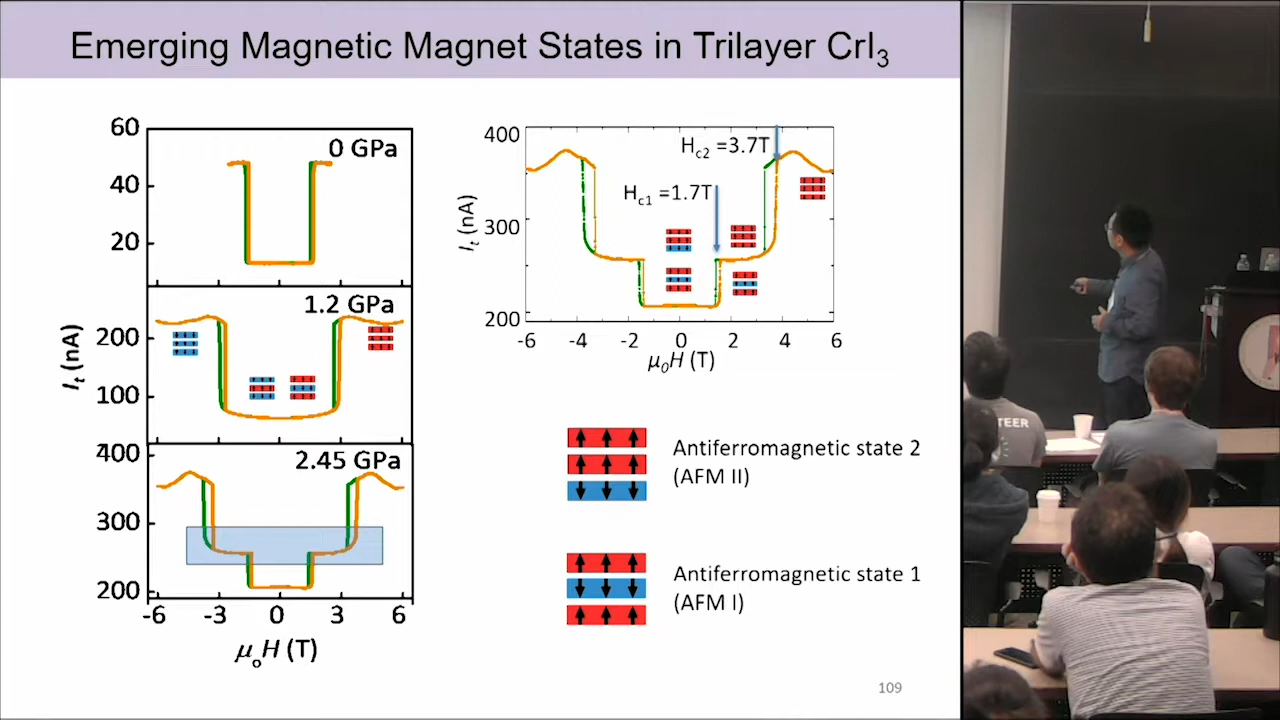 Emerging Magnetic Magnet States in Trilayer CrI₃
60
0 GPa
40
20
1.2 GPa
200
100
400
2.45 GPa
300
200
-6 -3 0 3 6
Iₜ (nA)
μₒH (T)
400
300
200
Iₜ (nA)
H_c2 =3.7T
H_c1 =1.7T
-6 -4 -2 0 2 4 6
μ₀H (T)
Antiferromagnetic state 2
(AFM II)
Antiferromagnetic state 1
(AFM I)
109
TEER